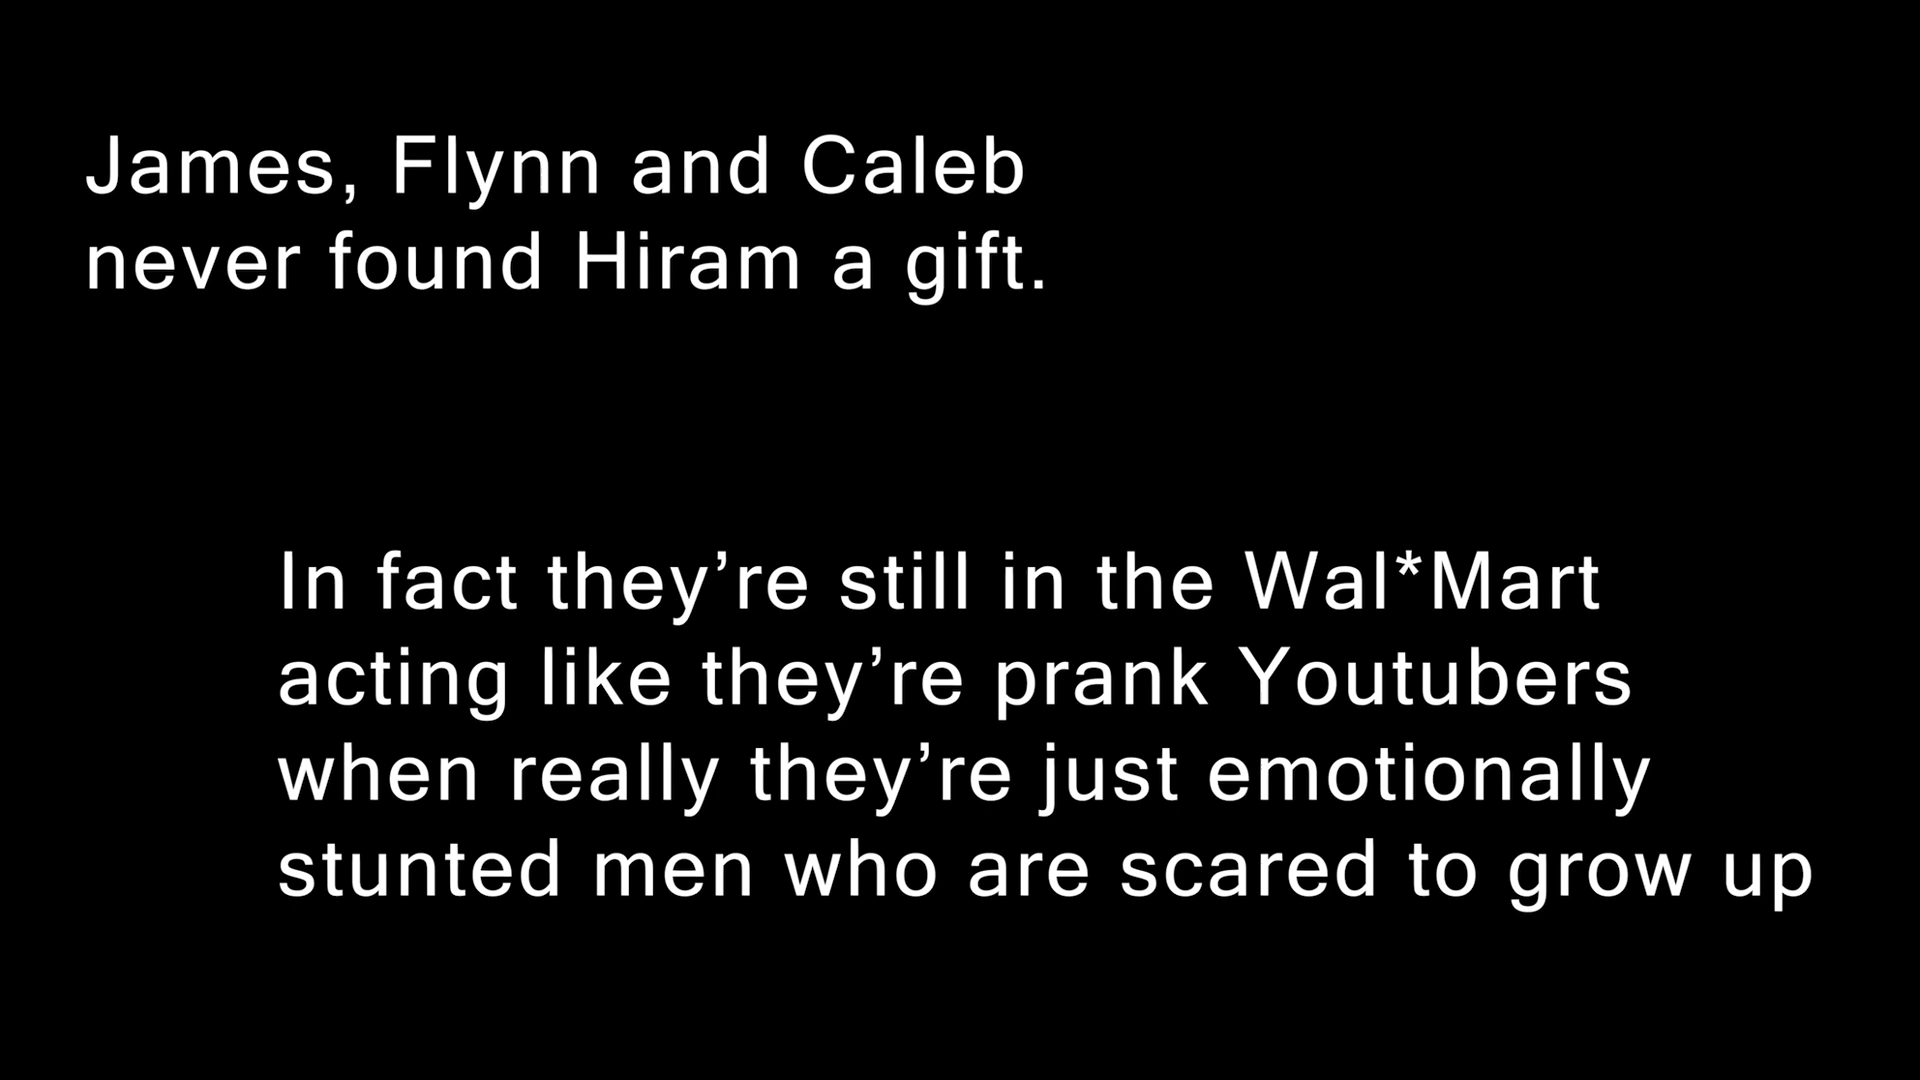 James, Flynn and Caleb
never found Hiram a gift.
In fact they’re still in the Wal*Mart
acting like they’re prank Youtubers
when really they’re just emotionally
stunted men who are scared to grow up